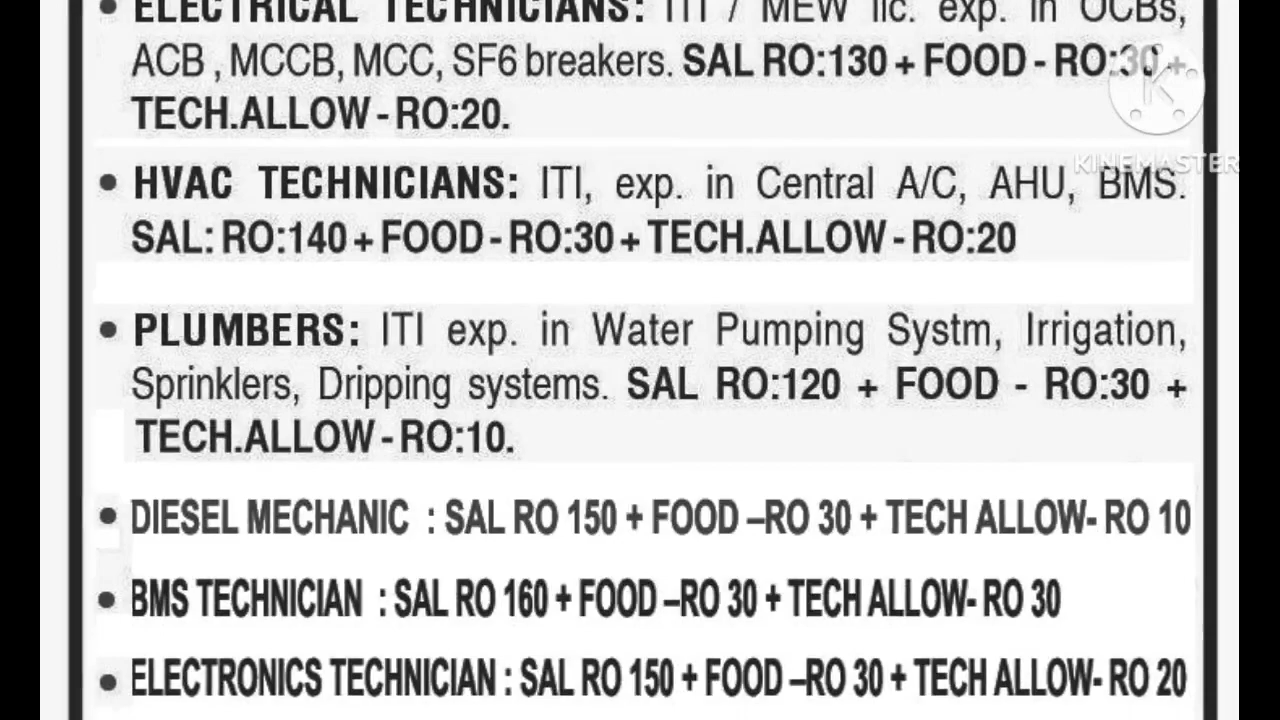 • ELECTRICAL TECHNICIANS: ITI / MEW lic. exp. in OCBs,
ACB , MCCB, MCC, SF6 breakers. SAL RO:130 + FOOD - RO:30 +
TECH.ALLOW - RO:20.
KINEMASTER
• HVAC TECHNICIANS: ITI, exp. in Central A/C, AHU, BMS.
SAL: RO:140 + FOOD - RO:30 + TECH.ALLOW - RO:20
• PLUMBERS: ITI exp. in Water Pumping Systm, Irrigation,
Sprinklers, Dripping systems. SAL RO:120 + FOOD - RO:30 +
TECH.ALLOW - RO:10.
• DIESEL MECHANIC : SAL RO 150 + FOOD –RO 30 + TECH ALLOW- RO 10
• BMS TECHNICIAN : SAL RO 160 + FOOD –RO 30 + TECH ALLOW- RO 30
• ELECTRONICS TECHNICIAN : SAL RO 150 + FOOD –RO 30 + TECH ALLOW- RO 20